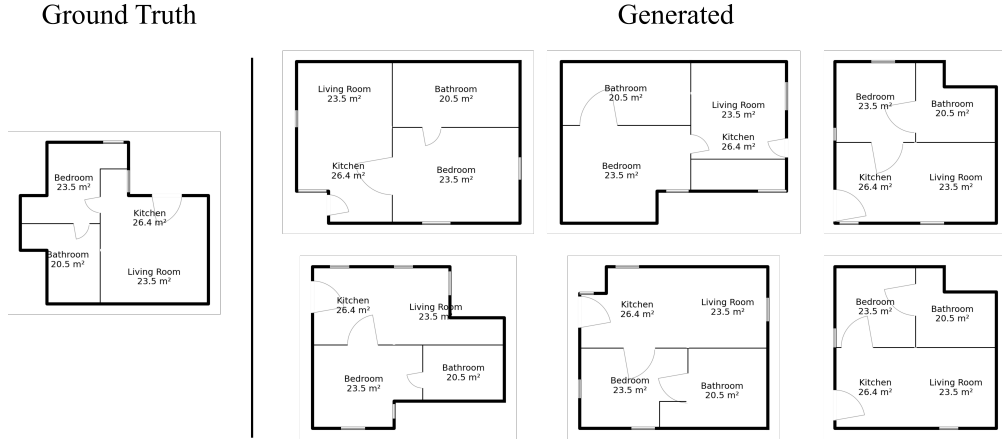 Ground Truth
Generated
Bedroom
23.5 m²
Kitchen
26.4 m²
Bathroom
20.5 m²
Living Room
23.5 m²
Living Room
23.5 m²
Bathroom
20.5 m²
Kitchen
26.4 m²
Bedroom
23.5 m²
Bathroom
20.5 m²
Living Room
23.5 m²
Kitchen
26.4 m²
Bedroom
23.5 m²
Bedroom
23.5 m²
Bathroom
20.5 m²
Kitchen
26.4 m²
Living Room
23.5 m²
Kitchen
26.4 m²
Living Room
23.5 m²
Bedroom
23.5 m²
Bathroom
20.5 m²
Kitchen
26.4 m²
Living Room
23.5 m²
Bedroom
23.5 m²
Bathroom
20.5 m²
Bedroom
23.5 m²
Bathroom
20.5 m²
Kitchen
26.4 m²
Living Room
23.5 m²